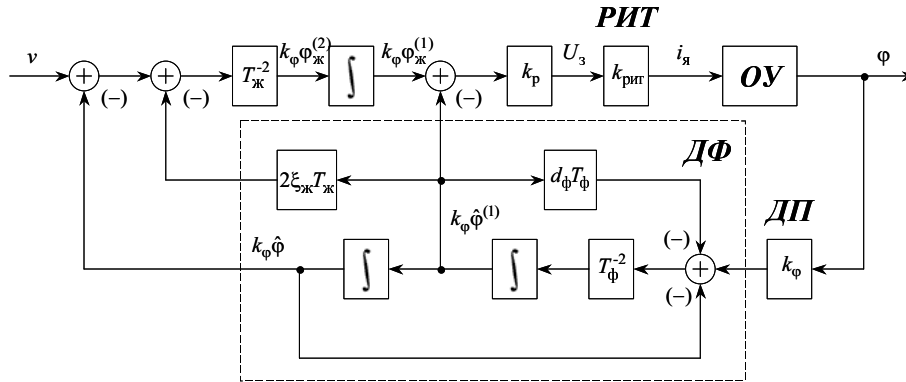 РИТ
v
k_φφ_ж^(2)
k_φφ_ж^(1)
U_з
i_я
φ
T_ж^-2
∫
k_р
k_рит
ОУ
(–)
(–)
(–)
ДФ
2ξ_жT_ж
d_фT_ф
ДП
k_φφ̂^(1)
k_φφ̂
(–)
∫
∫
T_ф^-2
k_φ
(–)